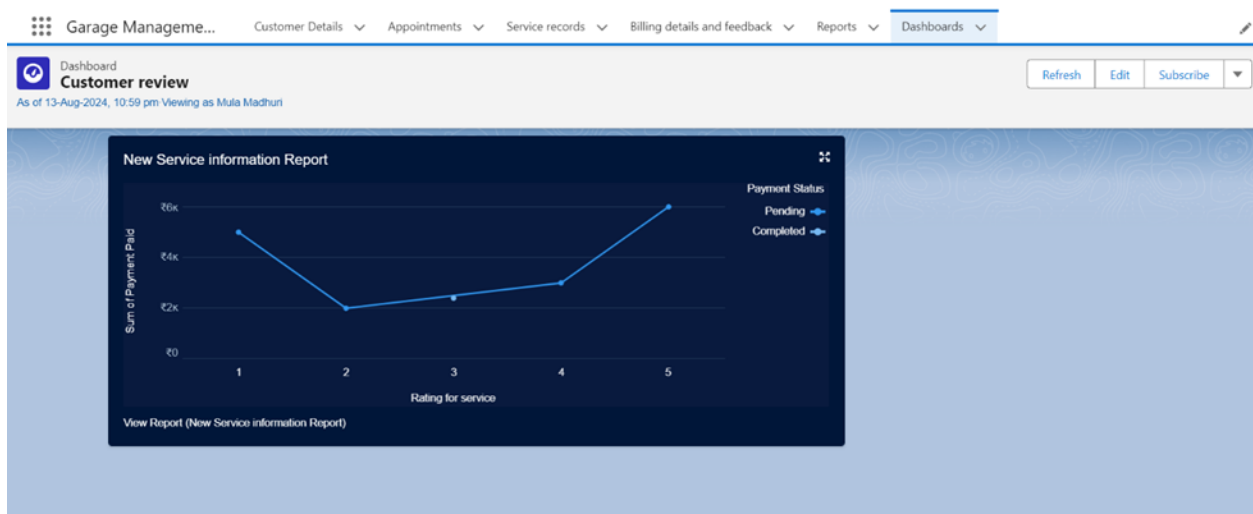 Garage Manageme...
Customer Details
Appointments
Service records
Billing details and feedback
Reports
Dashboards
Dashboard
Customer review
As of 13-Aug-2024, 10:59 pm Viewing as Mula Madhuri
Refresh
Edit
Subscribe
New Service information Report
Payment Status
Pending
Completed
Sum of Payment Paid
₹6K
₹4K
₹2K
₹0
1 2 3 4 5
Rating for service
View Report (New Service information Report)